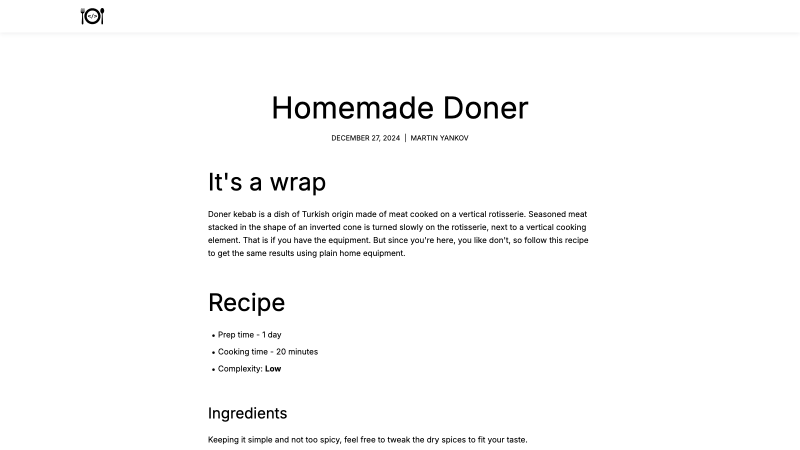 </>
Homemade Doner
DECEMBER 27, 2024 | MARTIN YANKOV
It's a wrap
Doner kebab is a dish of Turkish origin made of meat cooked on a vertical rotisserie. Seasoned meat
stacked in the shape of an inverted cone is turned slowly on the rotisserie, next to a vertical cooking
element. That is if you have the equipment. But since you're here, you like don't, so follow this recipe
to get the same results using plain home equipment.
Recipe
• Prep time - 1 day
• Cooking time - 20 minutes
• Complexity: Low
Ingredients
Keeping it simple and not too spicy, feel free to tweak the dry spices to fit your taste.